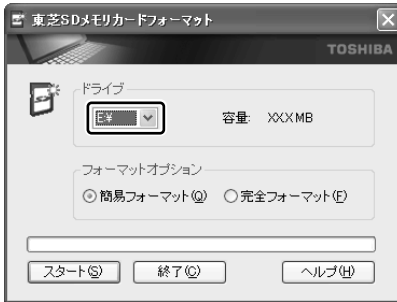 東芝SDメモリカードフォーマット
TOSHIBA
ドライブ
E:¥ 容量: XXXMB
フォーマットオプション
簡易フォーマット(Q) 完全フォーマット(F)
スタート(S) 終了(C) ヘルプ(H)